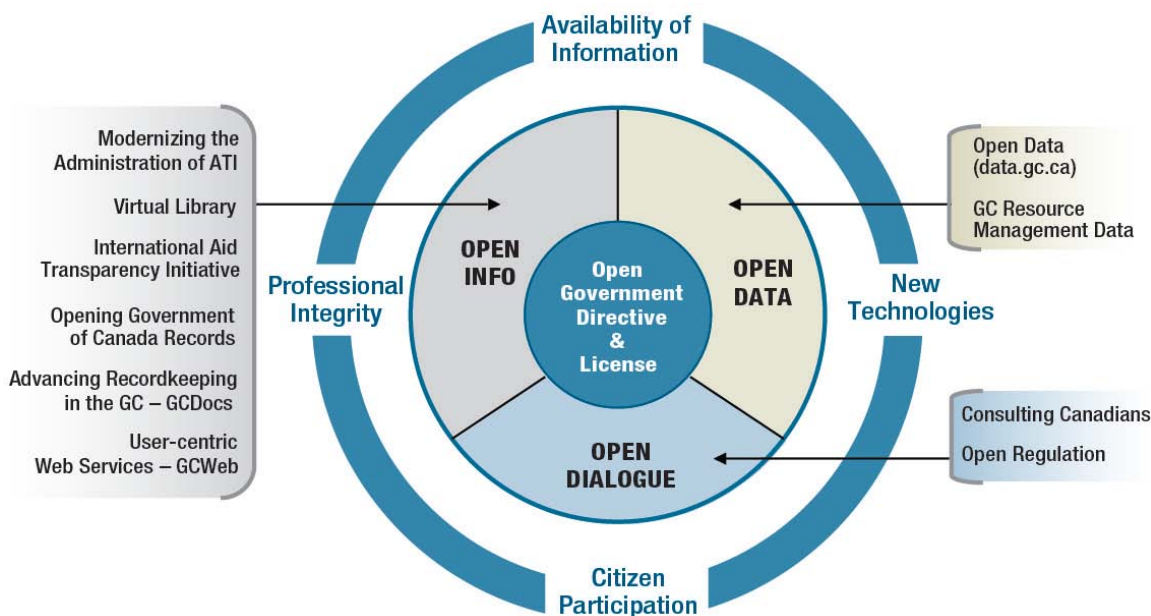 Availability of
Information
Modernizing the
Administration of ATI
Virtual Library
International Aid
Transparency Initiative
Opening Government
of Canada Records
Advancing Recordkeeping
in the GC – GCDocs
User-centric
Web Services – GCWeb
Professional
Integrity
OPEN
INFO
Open
Government
Directive
&
License
OPEN
DATA
OPEN
DIALOGUE
New
Technologies
Open Data
(data.gc.ca)
GC Resource
Management Data
Consulting Canadians
Open Regulation
Citizen
Participation